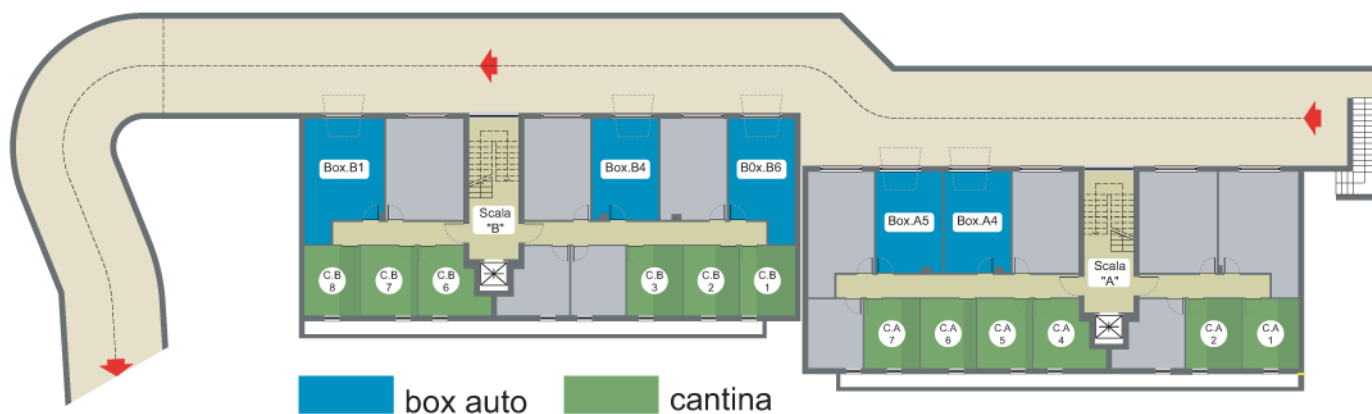 Box.B1
Box.B4
B0x.B6
Scala
"B"
Box.A5
Box.A4
Scala
"A"
C.B
8
C.B
7
C.B
6
C.B
3
C.B
2
C.B
1
C.A
7
C.A
6
C.A
5
C.A
4
C.A
2
C.A
1
box auto
cantina